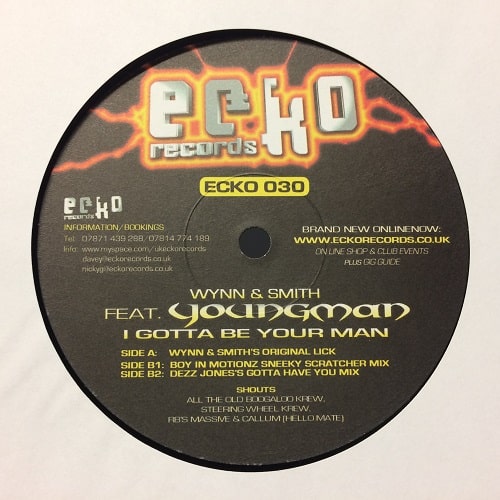 ecko
records
ECKO 030
ecko
records
INFORMATION/BOOKINGS
Tel: 07871 439 288/07814 774 189
Info: www.myspace.com/ukeckorecords
davey@eckorecords.co.uk
nickyg@eckorecords.co.uk
BRAND NEW ONLINENOW:
WWW.ECKORECORDS.CO.UK
ON LINE SHOP & CLUB EVENTS
PLUS GIG GUIDE
WYNN & SMITH
FEAT. YOUNGMAN
I GOTTA BE YOUR MAN
SIDE A: WYNN & SMITH'S ORIGINAL LICK
SIDE B1: BOY IN MOTIONZ SNEEKY SCRATCHER MIX
SIDE B2: DEZZ JONES'S GOTTA HAVE YOU MIX
SHOUTS
ALL THE OLD BOOGALOO KREW,
STEERING WHEEL KREW,
RB'S MASSIVE & CALLUM (HELLO MATE)